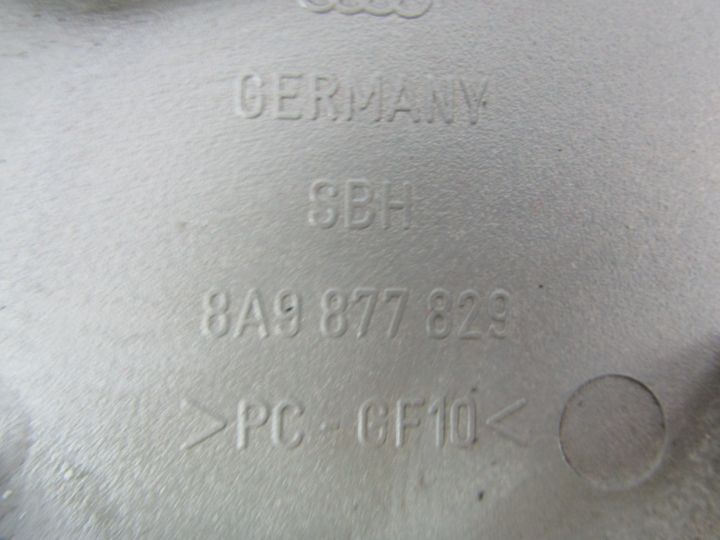 GERMANY
SBH
8A9 877 829
>PC-GF10<